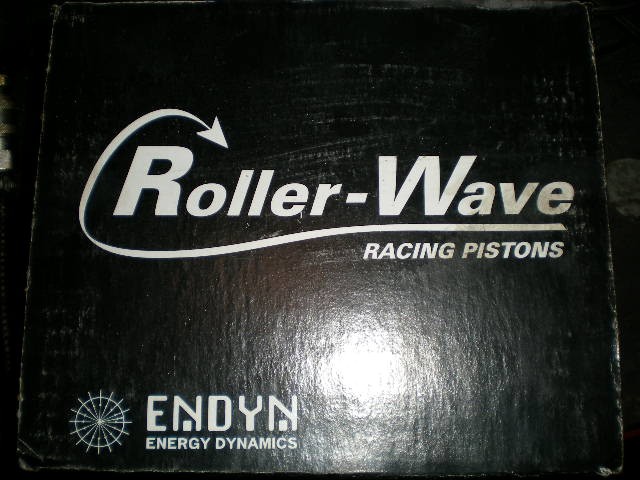 Roller-Wave
RACING PISTONS
ENDYN
ENERGY DYNAMICS